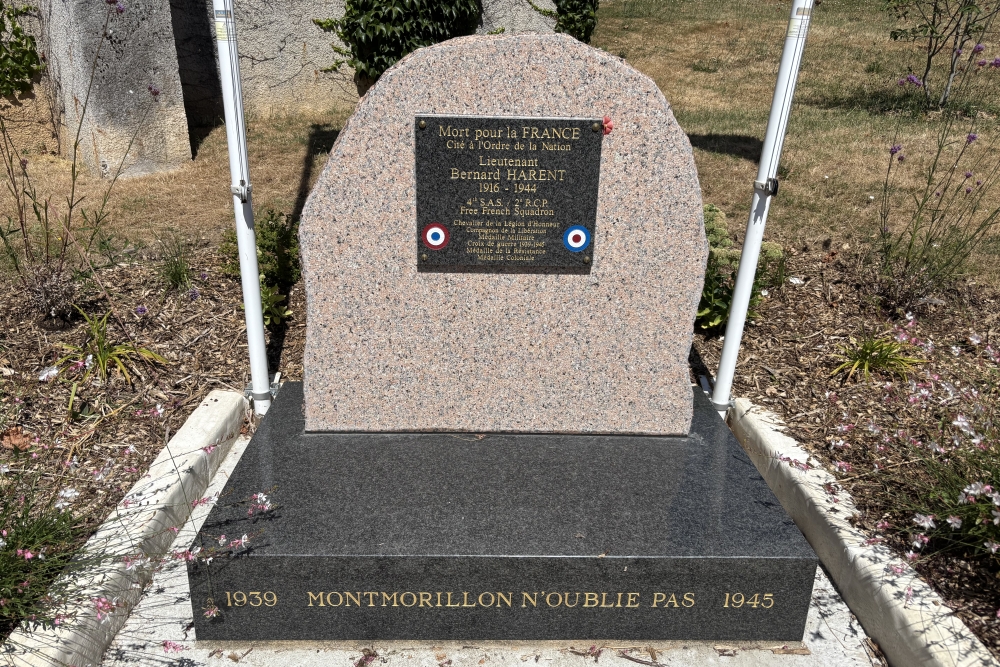 Mort pour la FRANCE
Cité à l'Ordre de la Nation
Lieutenant
Bernard HARENT
1916 - 1944
4th S.A.S. / 2e R.C.P.
Free French Squadron
Chevalier de la Légion d'Honneur
Compagnon de la Libération
Médaille Militaire
Croix de guerre 1939-1945
Médaille de la Résistance
Médaille Coloniale
1939 MONTMORILLON N'OUBLIE PAS 1945